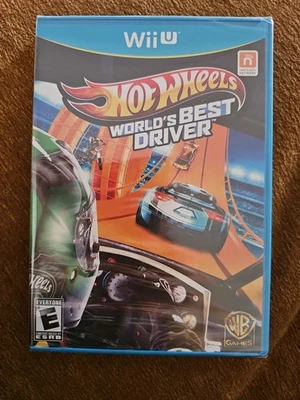 Wii U
HOT WHEELS
WORLD'S BEST
DRIVER
EVERYONE
E
ESRB
WB
GAMES